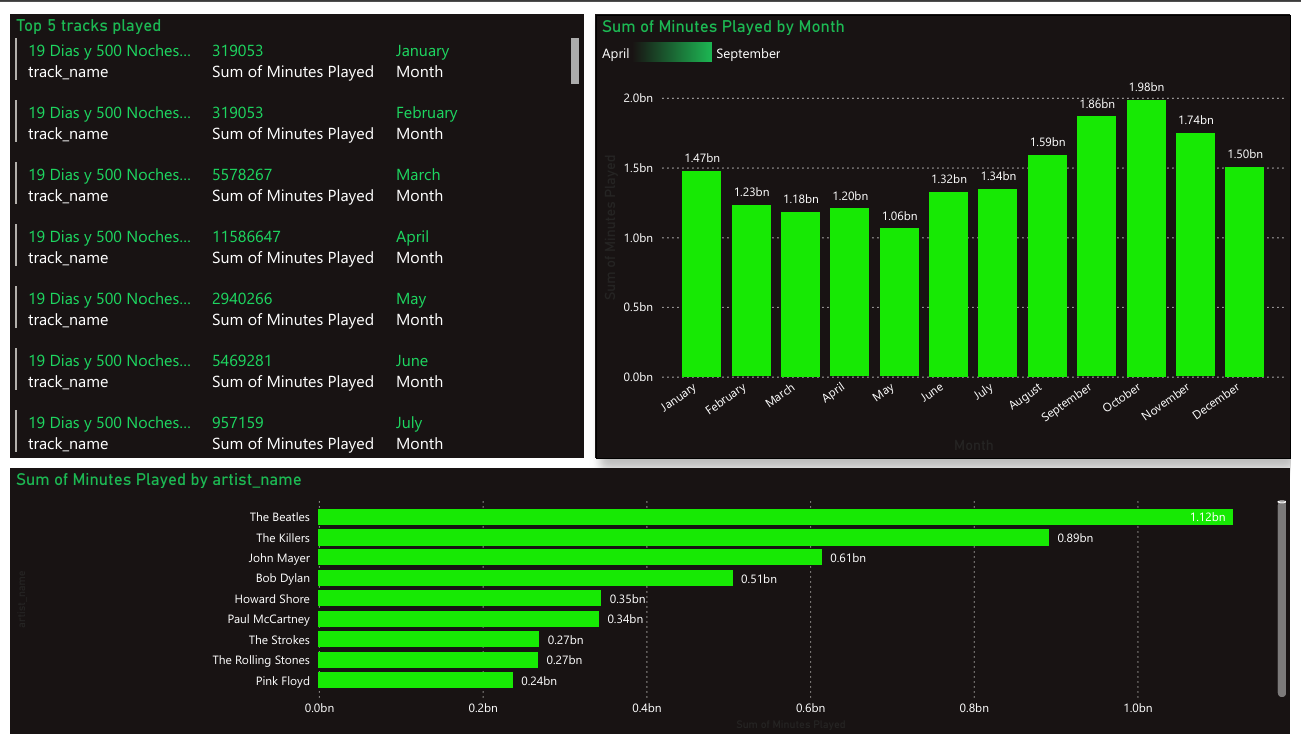 Top 5 tracks played
19 Dias y 500 Noches... 319053 January
track_name Sum of Minutes Played Month
19 Dias y 500 Noches... 319053 February
track_name Sum of Minutes Played Month
19 Dias y 500 Noches... 5578267 March
track_name Sum of Minutes Played Month
19 Dias y 500 Noches... 11586647 April
track_name Sum of Minutes Played Month
19 Dias y 500 Noches... 2940266 May
track_name Sum of Minutes Played Month
19 Dias y 500 Noches... 5469281 June
track_name Sum of Minutes Played Month
19 Dias y 500 Noches... 957159 July
track_name Sum of Minutes Played Month
Sum of Minutes Played by Month
April September
Sum of Minutes Played
2.0bn
1.5bn
1.0bn
0.5bn
0.0bn
1.47bn 1.23bn 1.18bn 1.20bn 1.06bn 1.32bn 1.34bn 1.59bn 1.86bn 1.98bn 1.74bn 1.50bn
January February March April May June July August September October November December
Month
Sum of Minutes Played by artist_name
artist_name
The Beatles 1.12bn
The Killers 0.89bn
John Mayer 0.61bn
Bob Dylan 0.51bn
Howard Shore 0.35bn
Paul McCartney 0.34bn
The Strokes 0.27bn
The Rolling Stones 0.27bn
Pink Floyd 0.24bn
0.0bn 0.2bn 0.4bn 0.6bn 0.8bn 1.0bn
Sum of Minutes Played